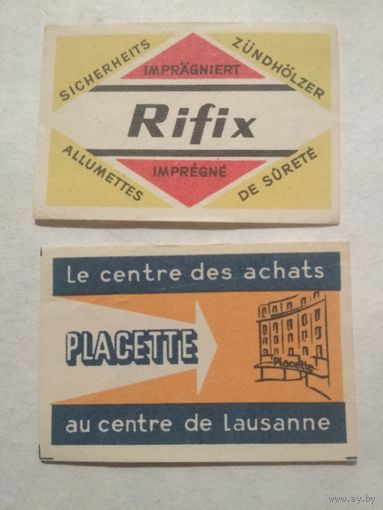 SICHERHEITS ZÜNDHÖLZER
IMPRÄGNIERT
Rifix
IMPRÉGNÉ
ALLUMETTES DE SÛRETÉ
Le centre des achats
PLACETTE
Placette
au centre de Lausanne
www.ay.by